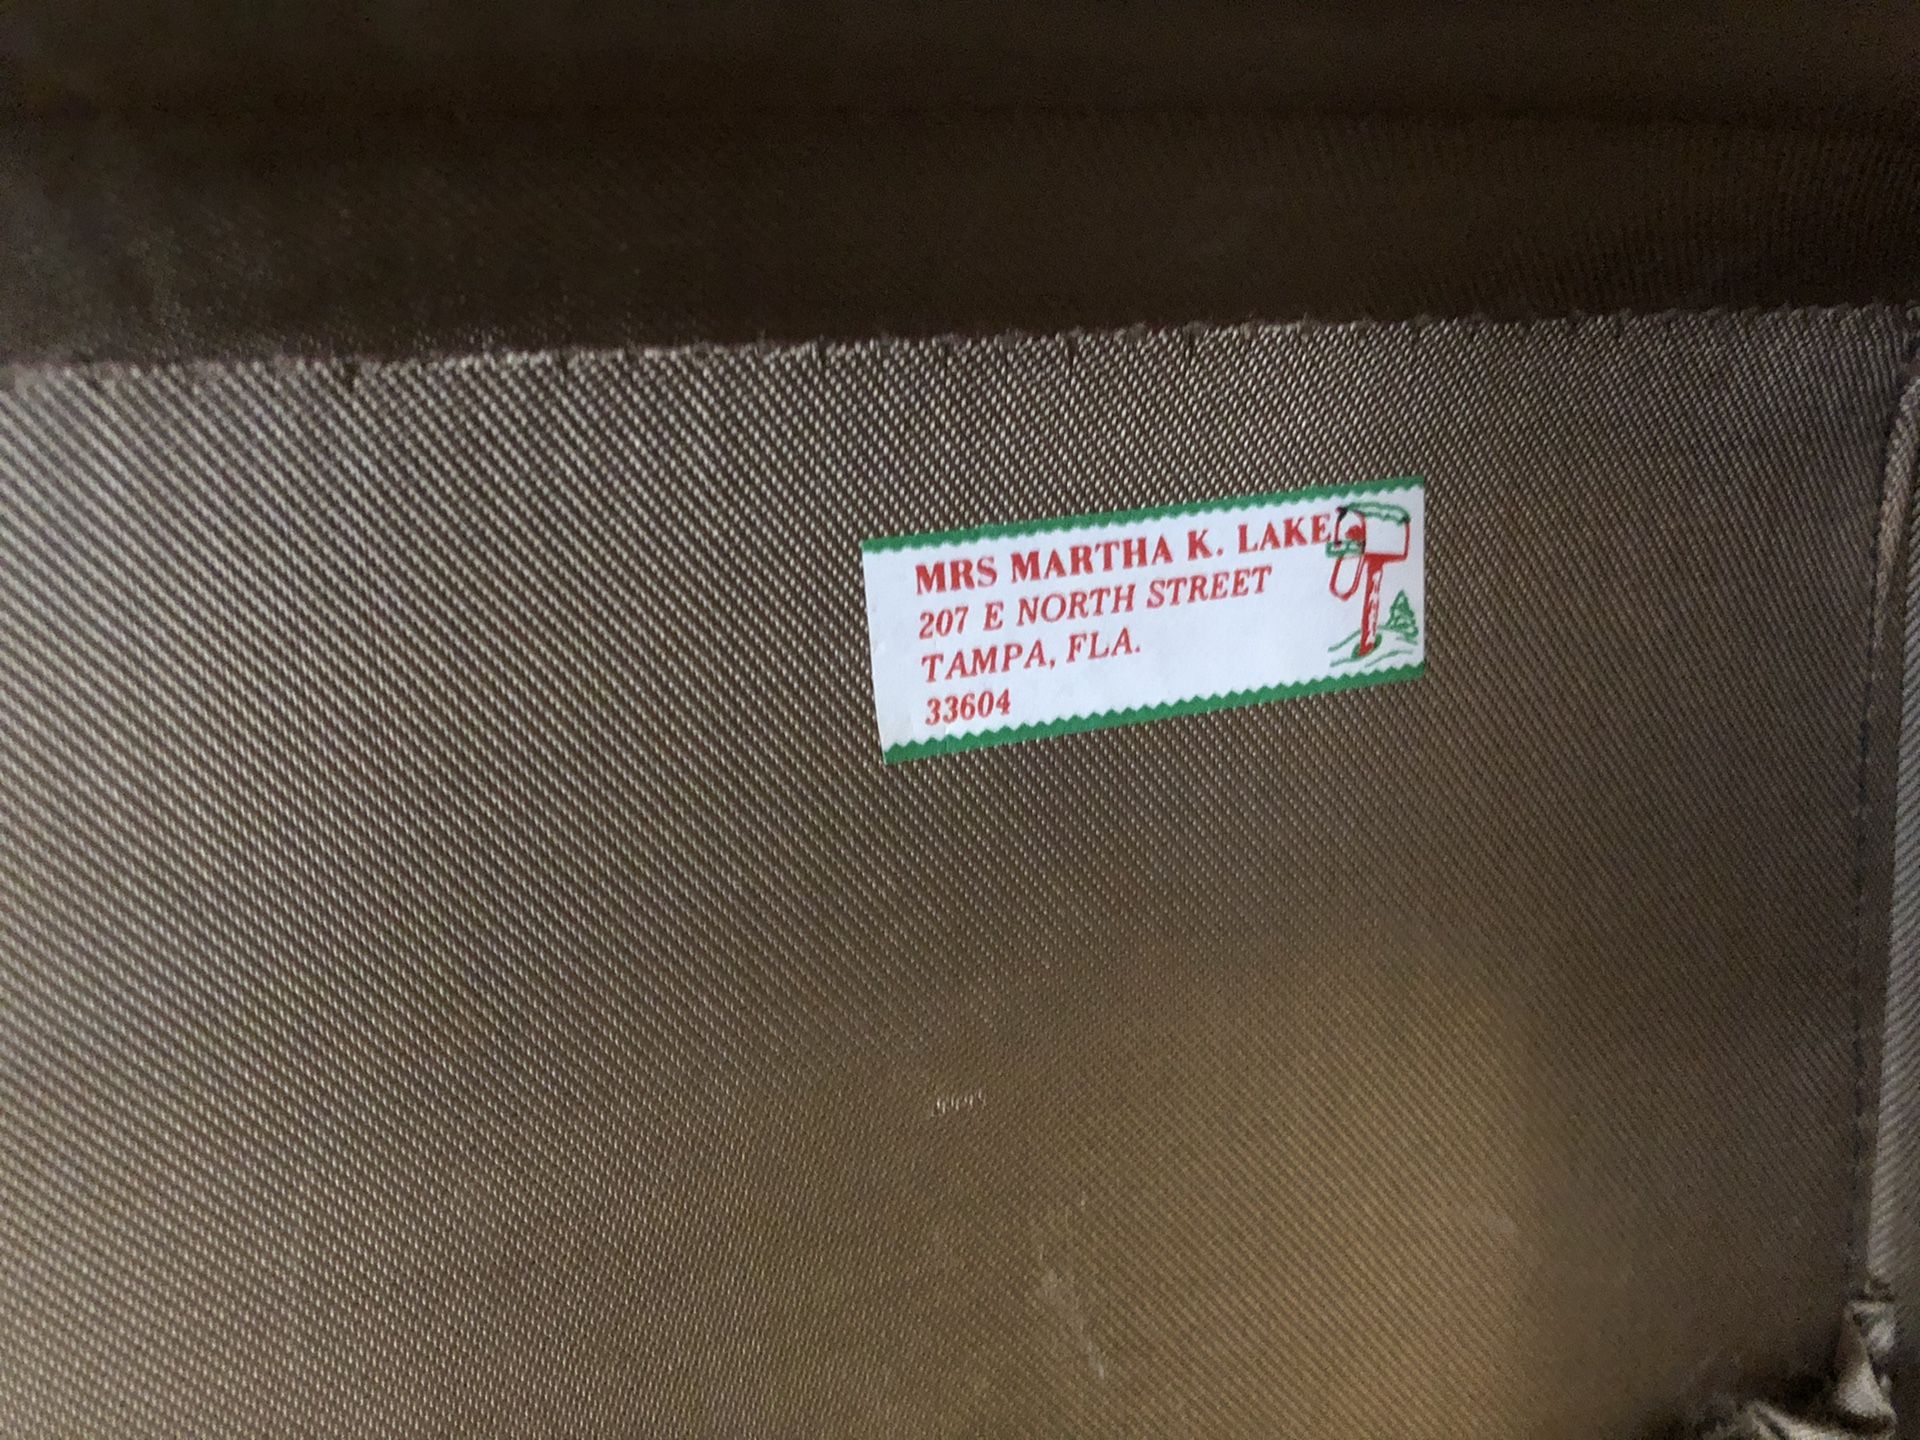 MRS MARTHA K. LAKE
207 E NORTH STREET
TAMPA, FLA.
33604